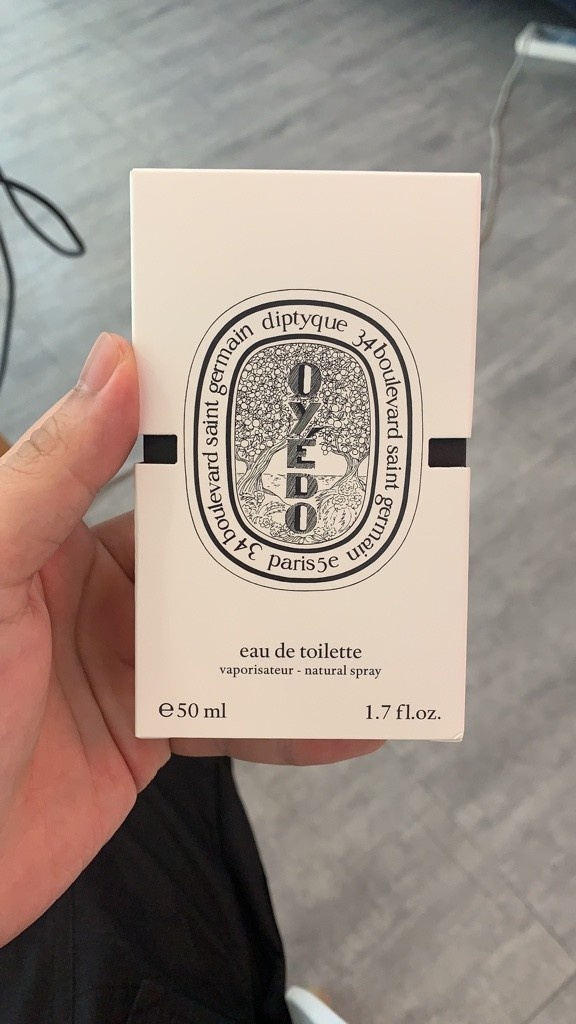 diptyque 34 boulevard saint germain paris 5e 34 boulevard saint germain
OYÉDO
eau de toilette
vaporisateur - natural spray
℮ 50 ml 1.7 fl.oz.